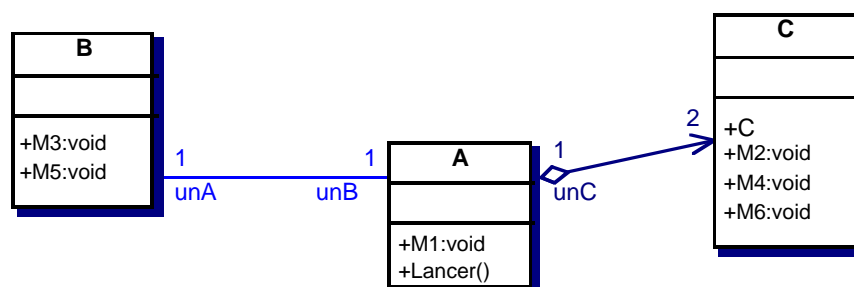 B
+M3:void
+M5:void
1
unA
1
unB
A
+M1:void
+Lancer()
1
unC
2
C
+C
+M2:void
+M4:void
+M6:void